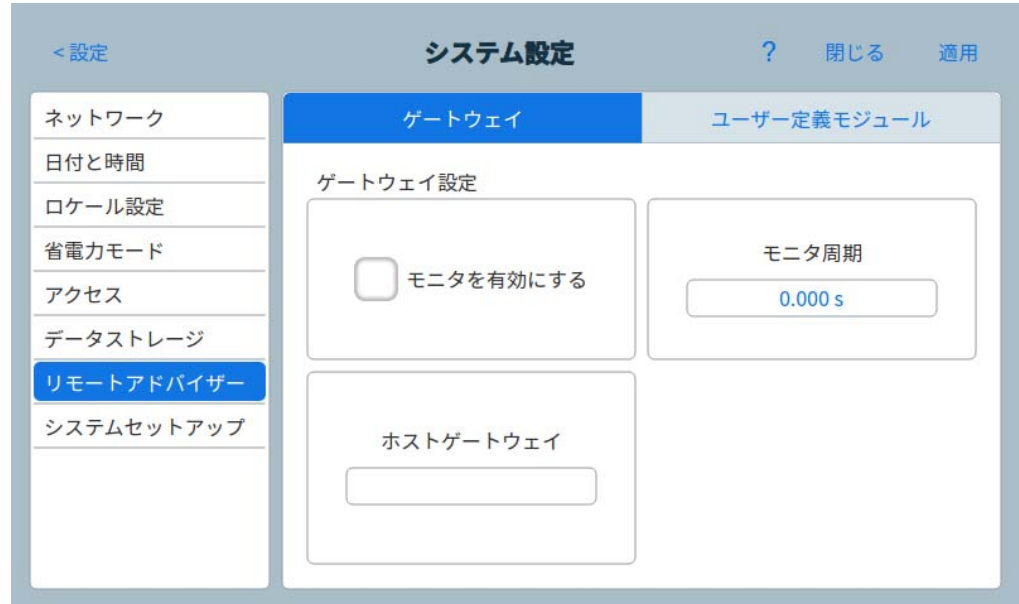 <設定
システム設定
?
閉じる
適用
ネットワーク
日付と時間
ロケール設定
省電力モード
アクセス
データストレージ
リモートアドバイザー
システムセットアップ
ゲートウェイ
ユーザー定義モジュール
ゲートウェイ設定
モニタを有効にする
モニタ周期
0.000 s
ホストゲートウェイ